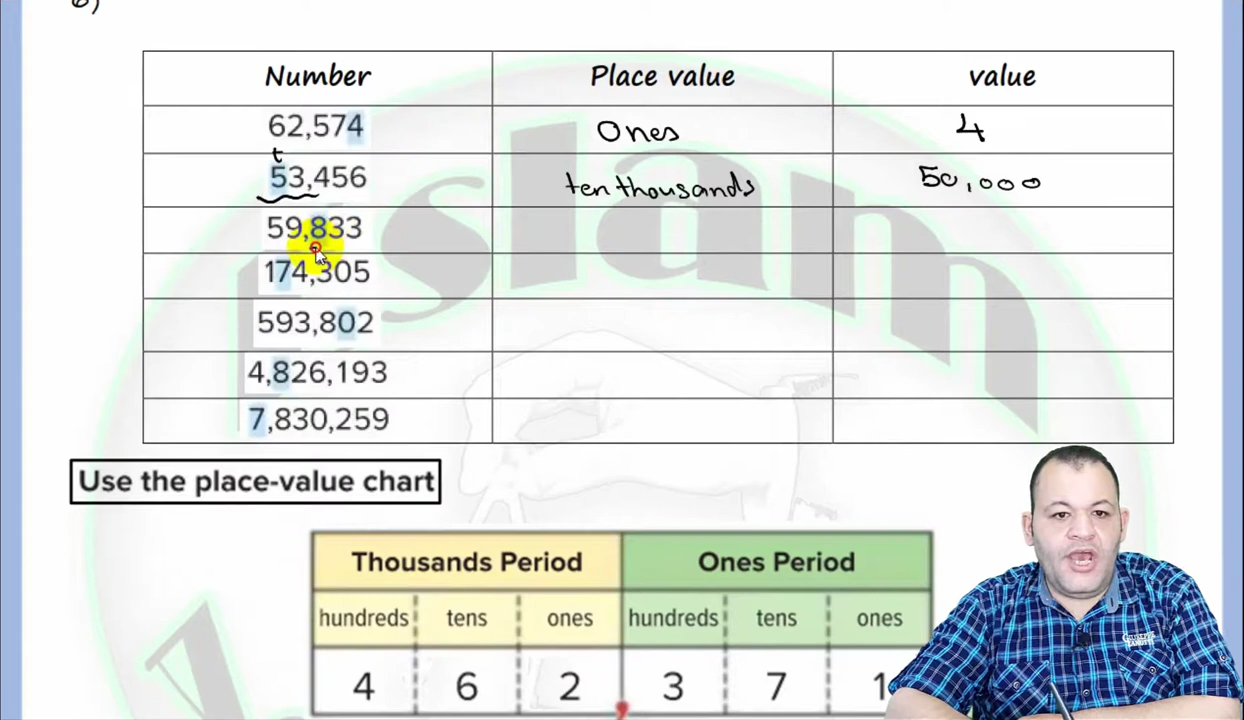 6)
Number Place value value
62,574 Ones 4
t
53,456 ten thousands 50,000
59,833
174,305
593,802
4,826,193
7,830,259
Use the place-value chart
Thousands Period Ones Period
hundreds tens ones hundreds tens ones
4 6 2 , 3 7 1